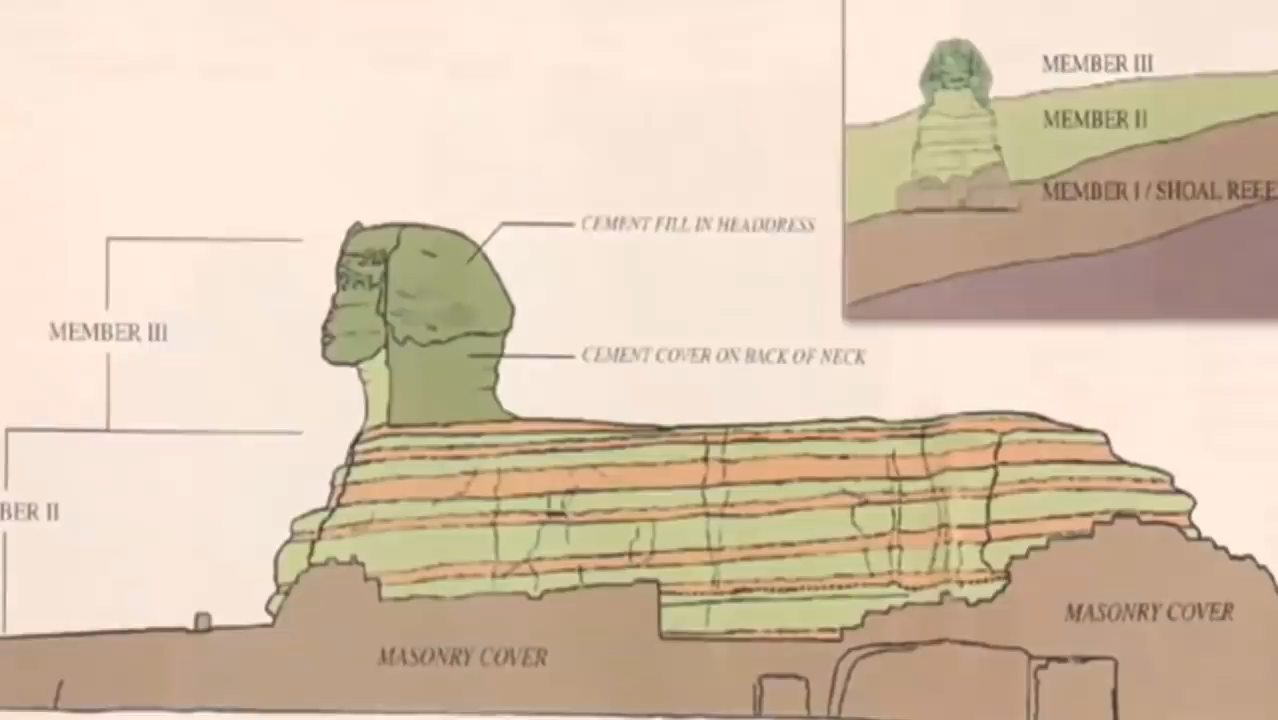 MEMBER III
MEMBER II
MEMBER I / SHOAL REEF
CEMENT FILL IN HEADDRESS
MEMBER III
CEMENT COVER ON BACK OF NECK
BER II
MASONRY COVER
MASONRY COVER